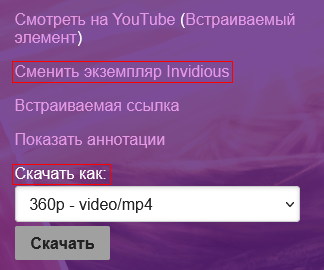 Смотреть на YouTube (Встраиваемый
элемент)
Сменить экземпляр Invidious
Встраиваемая ссылка
Показать аннотации
Скачать как:
360p - video/mp4
Скачать